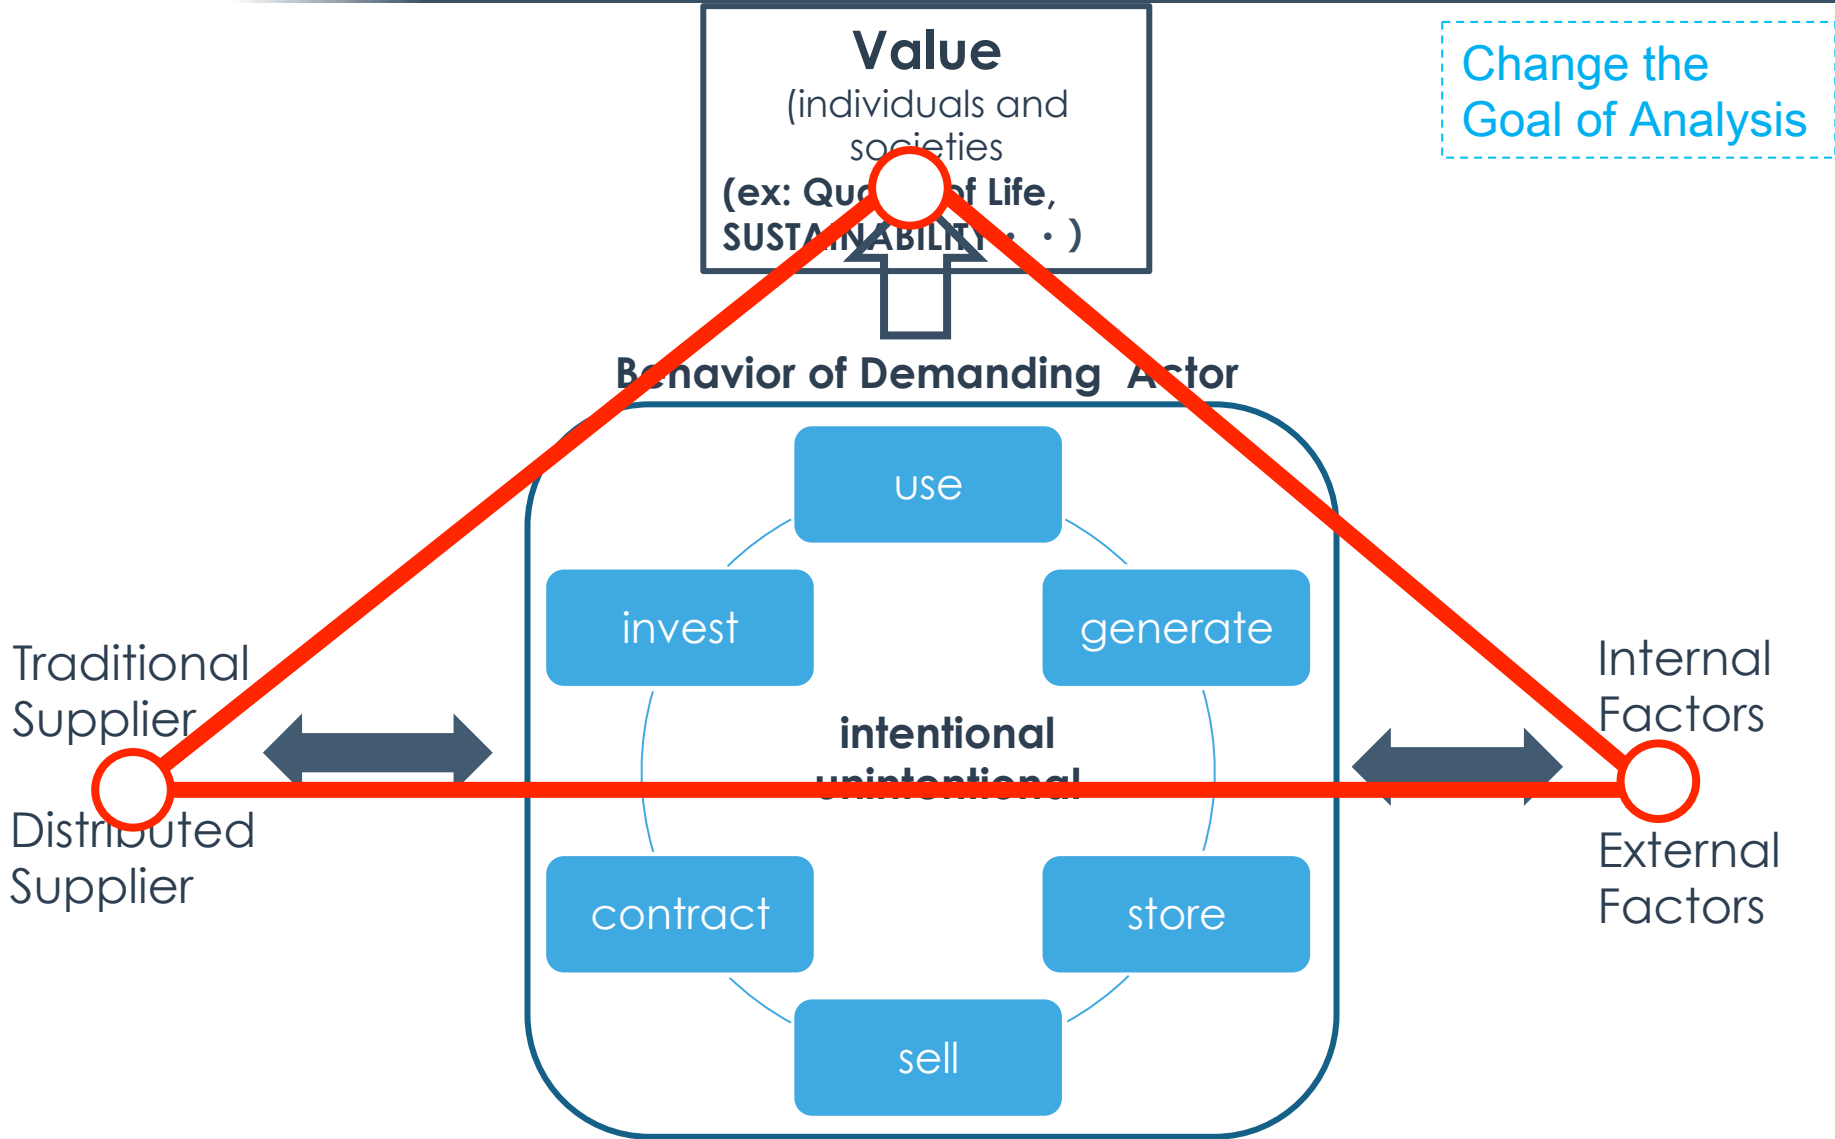 Value
(individuals and
societies
(ex: Quality of Life,
SUSTAINABILITY・・)
Change the
Goal of Analysis
Behavior of Demanding Actor
use
invest
generate
Traditional
Supplier
Internal
Factors
intentional
unintentional
Distributed
Supplier
External
Factors
contract
store
sell